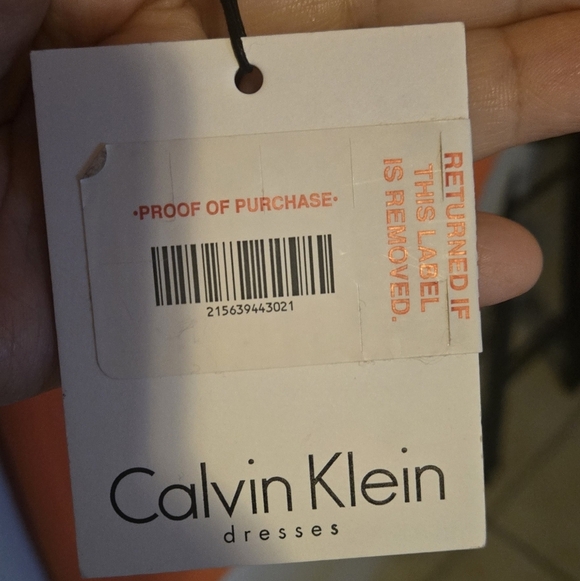 ·PROOF OF PURCHASE·
215639443021
RETURNED IF
THIS LABEL
IS REMOVED.
Calvin Klein
dresses